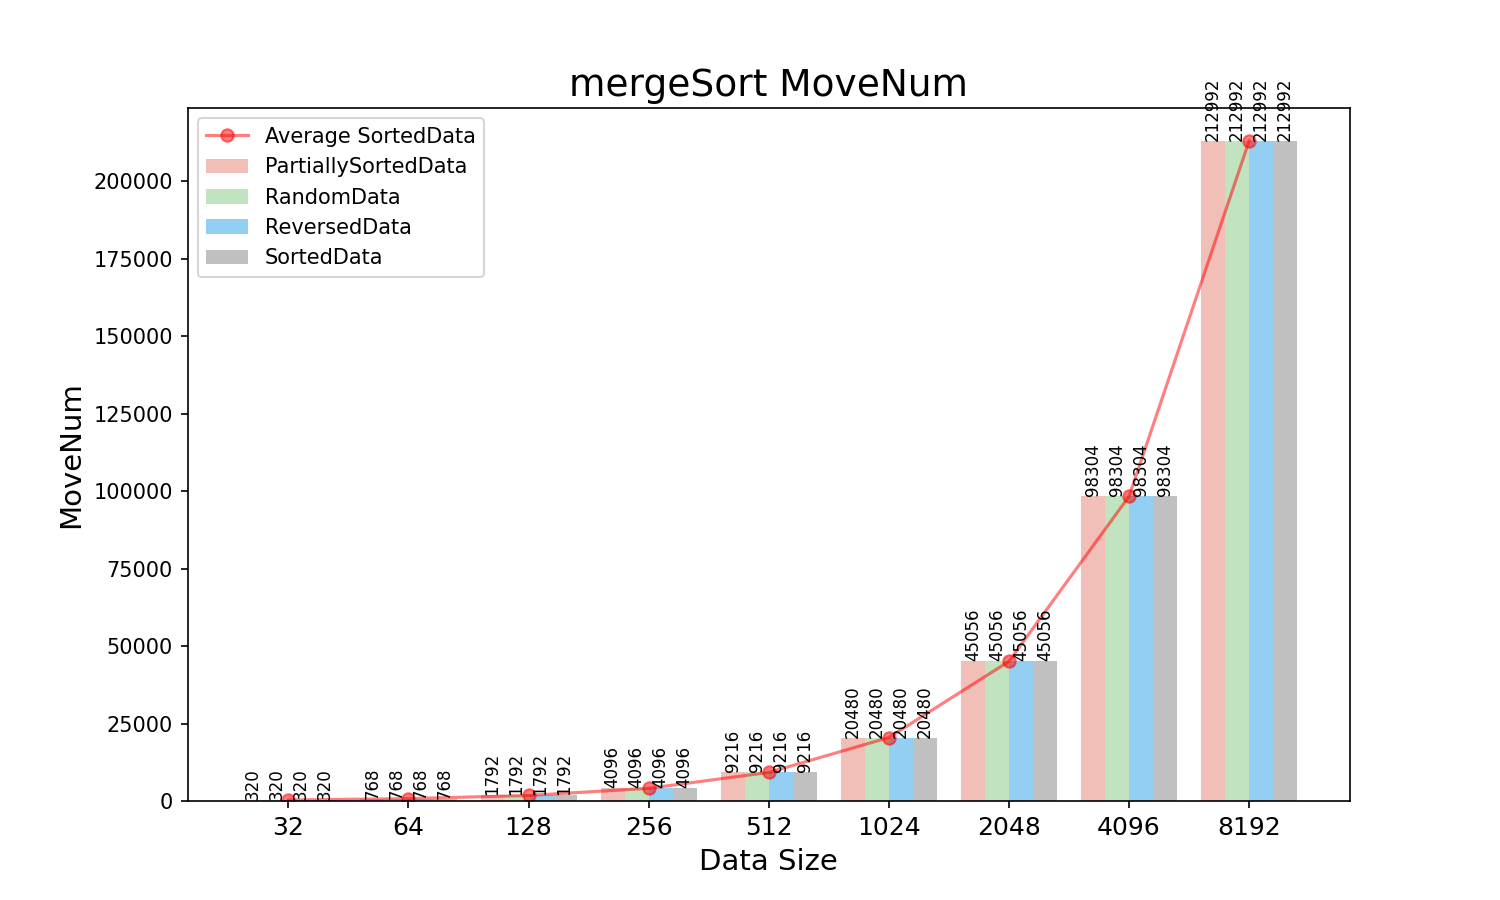 mergeSort MoveNum
Average SortedData
PartiallySortedData
RandomData
ReversedData
SortedData
MoveNum
200000
175000
150000
125000
100000
75000
50000
25000
0
320 320 320 320
768 768 768 768
1792 1792 1792 1792
4096 4096 4096 4096
9216 9216 9216 9216
20480 20480 20480 20480
45056 45056 45056 45056
98304 98304 98304 98304
212992 212992 212992 212992
32 64 128 256 512 1024 2048 4096 8192
Data Size